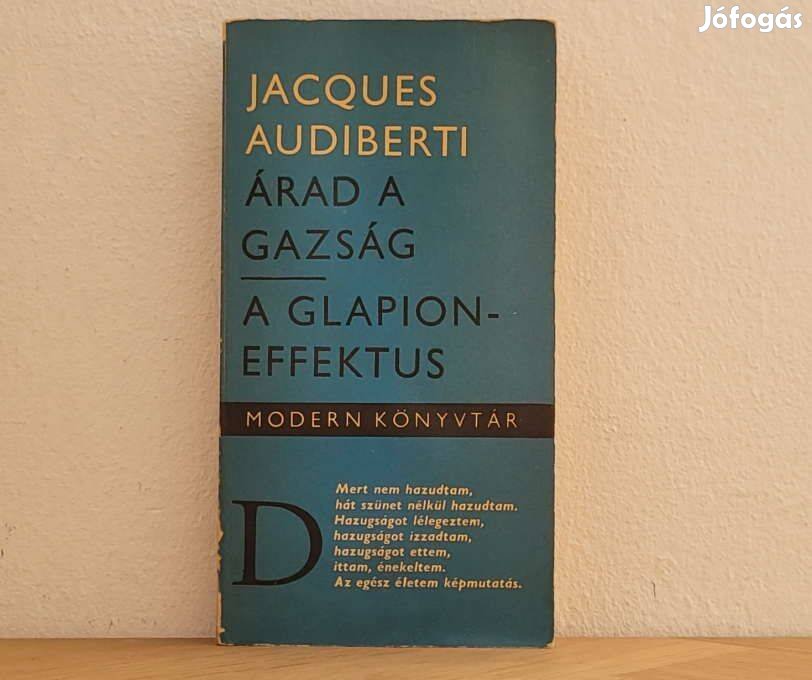 Jófogás
JACQUES
AUDIBERTI
ÁRAD A
GAZSÁG
A GLAPION-
EFFEKTUS
MODERN KÖNYVTÁR
D
Mert nem hazudtam,
hát szünet nélkül hazudtam.
Hazugságot lélegeztem,
hazugságot izzadtam,
hazugságot ettem,
ittam, énekeltem.
Az egész életem képmutatás.